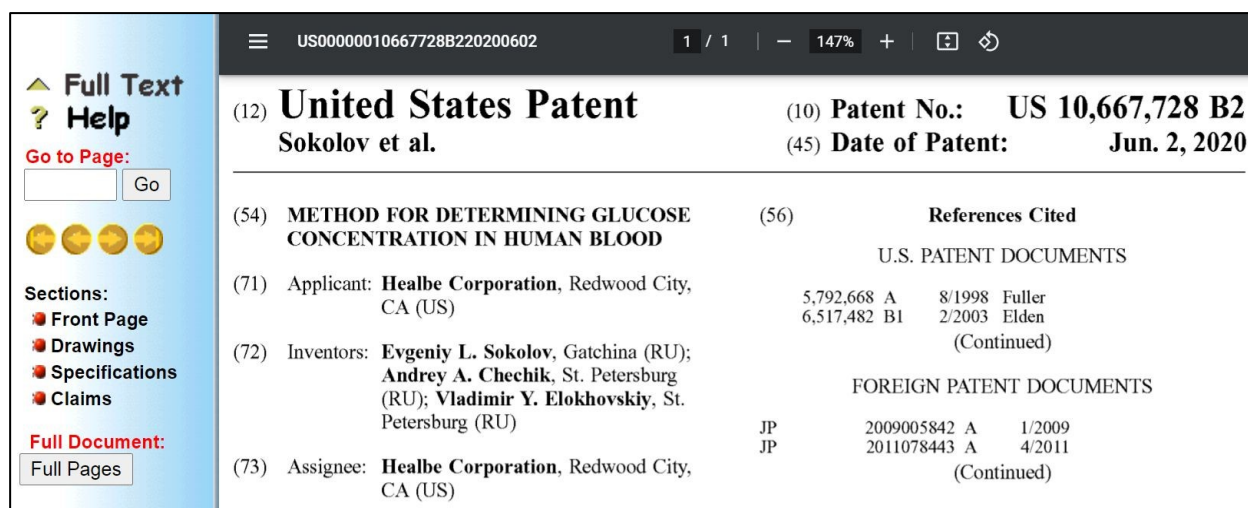 US00000010667728B220200602
1 / 1
147%
Full Text
? Help
Go to Page:
Go
Sections:
Front Page
Drawings
Specifications
Claims
Full Document:
Full Pages
(12) United States Patent
Sokolov et al.
(10) Patent No.: US 10,667,728 B2
(45) Date of Patent: Jun. 2, 2020
(54) METHOD FOR DETERMINING GLUCOSE
CONCENTRATION IN HUMAN BLOOD
(71) Applicant: Healbe Corporation, Redwood City,
CA (US)
(72) Inventors: Evgeniy L. Sokolov, Gatchina (RU);
Andrey A. Chechik, St. Petersburg
(RU); Vladimir Y. Elokhovskiy, St.
Petersburg (RU)
(73) Assignee: Healbe Corporation, Redwood City,
CA (US)
(56) References Cited
U.S. PATENT DOCUMENTS
5,792,668 A 8/1998 Fuller
6,517,482 B1 2/2003 Elden
(Continued)
FOREIGN PATENT DOCUMENTS
JP 2009005842 A 1/2009
JP 2011078443 A 4/2011
(Continued)